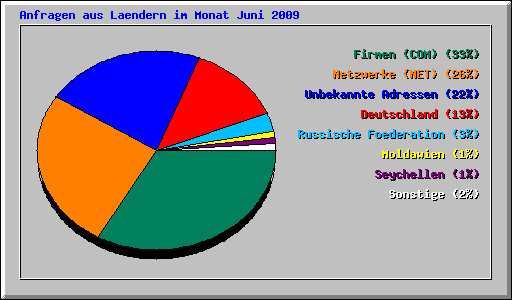 Anfragen aus Laendern im Monat Juni 2009
Firmen (COM) (33%)
Netzwerke (NET) (26%)
Unbekannte Adressen (22%)
Deutschland (13%)
Russische Foederation (3%)
Moldawien (1%)
Seychellen (1%)
Sonstige (2%)